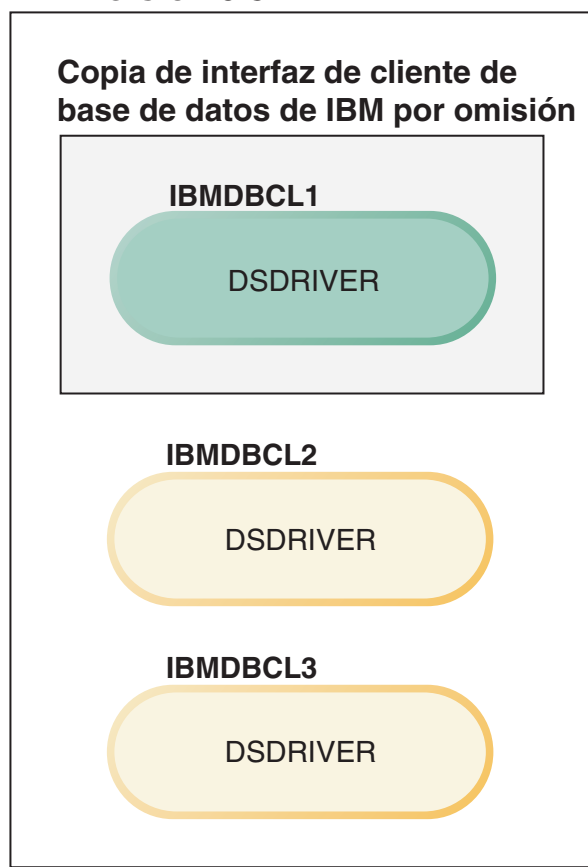 Copia de interfaz de cliente de
base de datos de IBM por omisión
IBMDBCL1
DSDRIVER
IBMDBCL2
DSDRIVER
IBMDBCL3
DSDRIVER